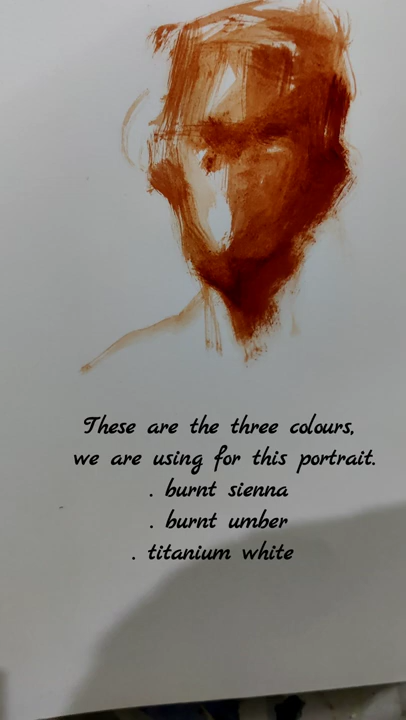 These are the three colours,
we are using for this portrait.
. burnt sienna
. burnt umber
. titanium white